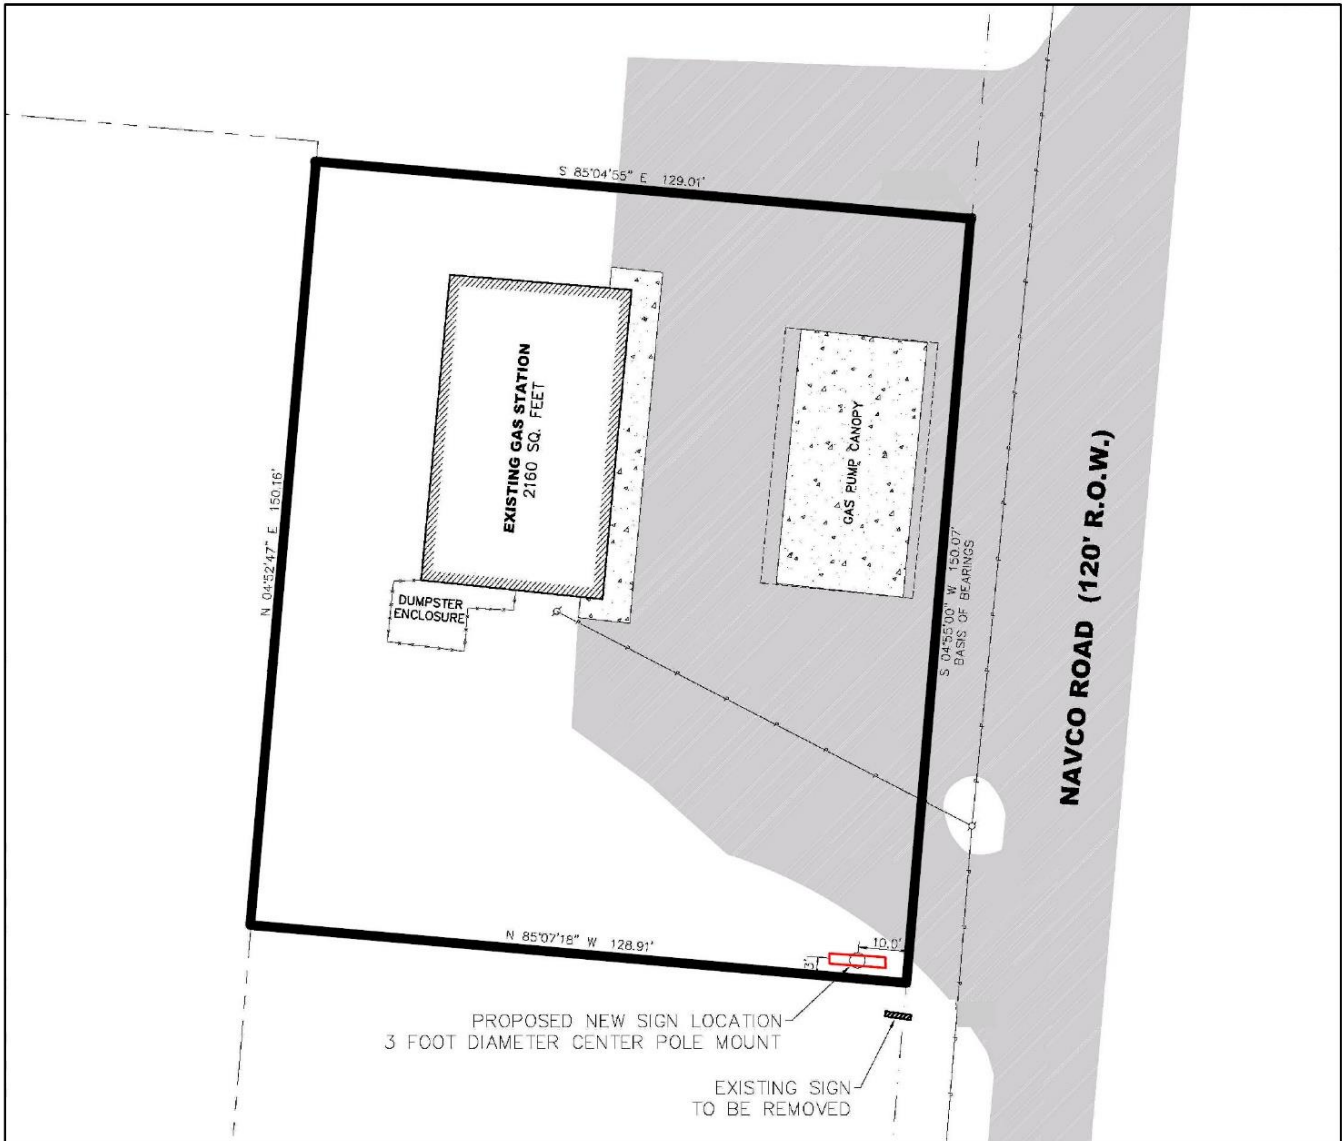 S 85°04'55" E 129.01'
EXISTING GAS STATION
2160 SQ. FEET
GAS PUMP CANOPY
N 04°52'47" E 150.16'
DUMPSTER
ENCLOSURE
S 04°55'00" W 150.07'
BASIS OF BEARINGS
NAVCO ROAD (120' R.O.W.)
N 85°07'18" W 128.91'
10.0'
3'
PROPOSED NEW SIGN LOCATION
3 FOOT DIAMETER CENTER POLE MOUNT
EXISTING SIGN
TO BE REMOVED